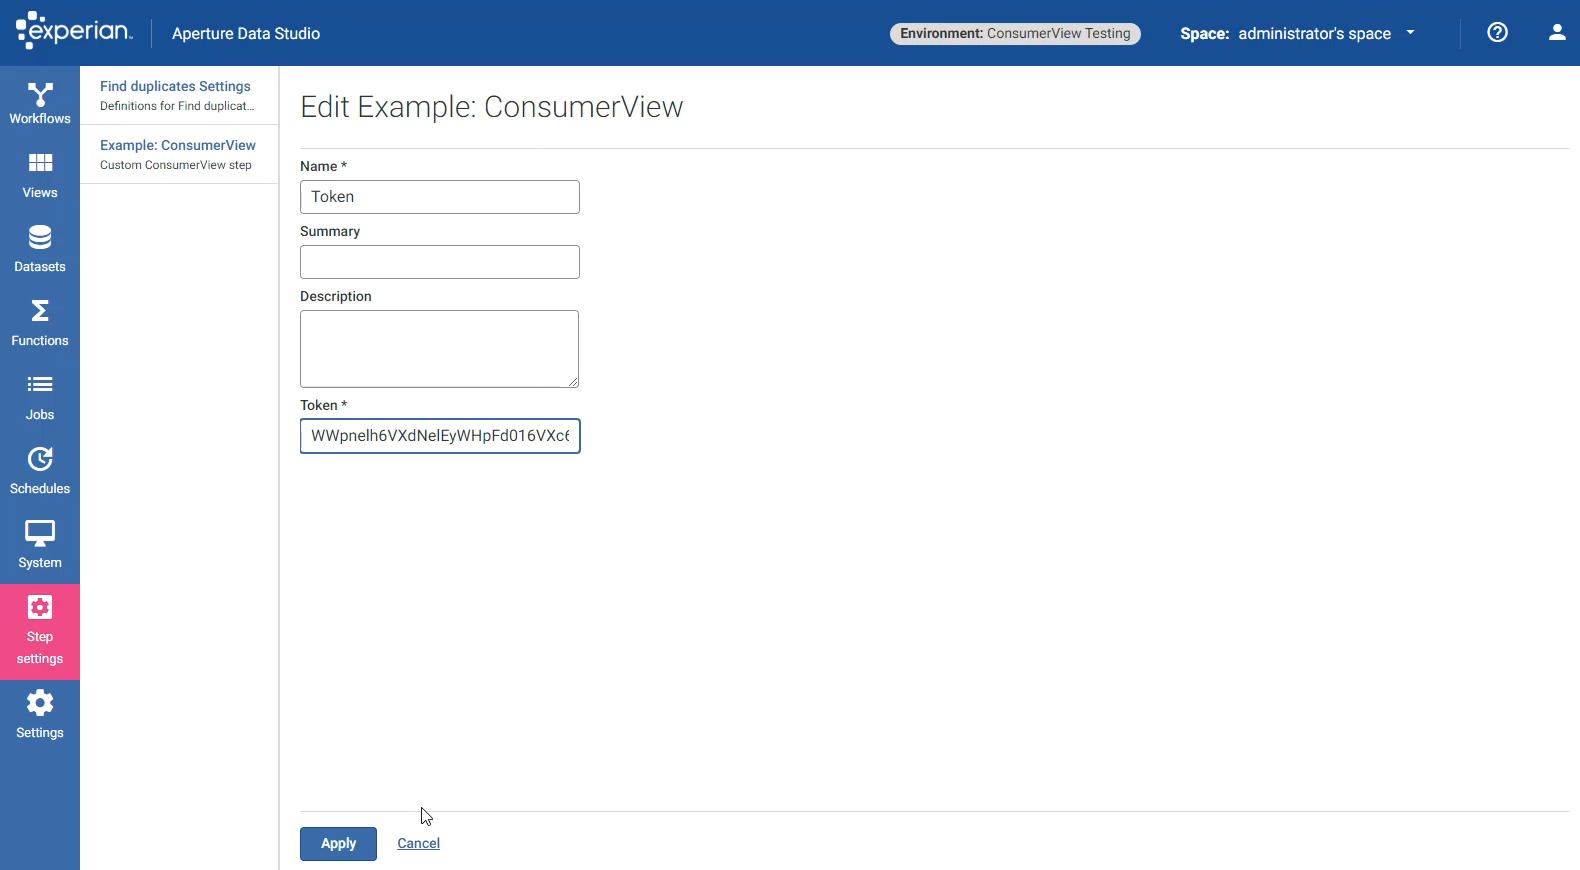 experian.
Aperture Data Studio
Environment: ConsumerView Testing
Space: administrator's space
Workflows
Views
Datasets
Functions
Jobs
Schedules
System
Step
settings
Settings
Find duplicates Settings
Definitions for Find duplicat...
Example: ConsumerView
Custom ConsumerView step
Edit Example: ConsumerView
Name *
Token
Summary
Description
Token *
WWpnelh6VXdNelEyWHpFd016VXc6
Apply
Cancel